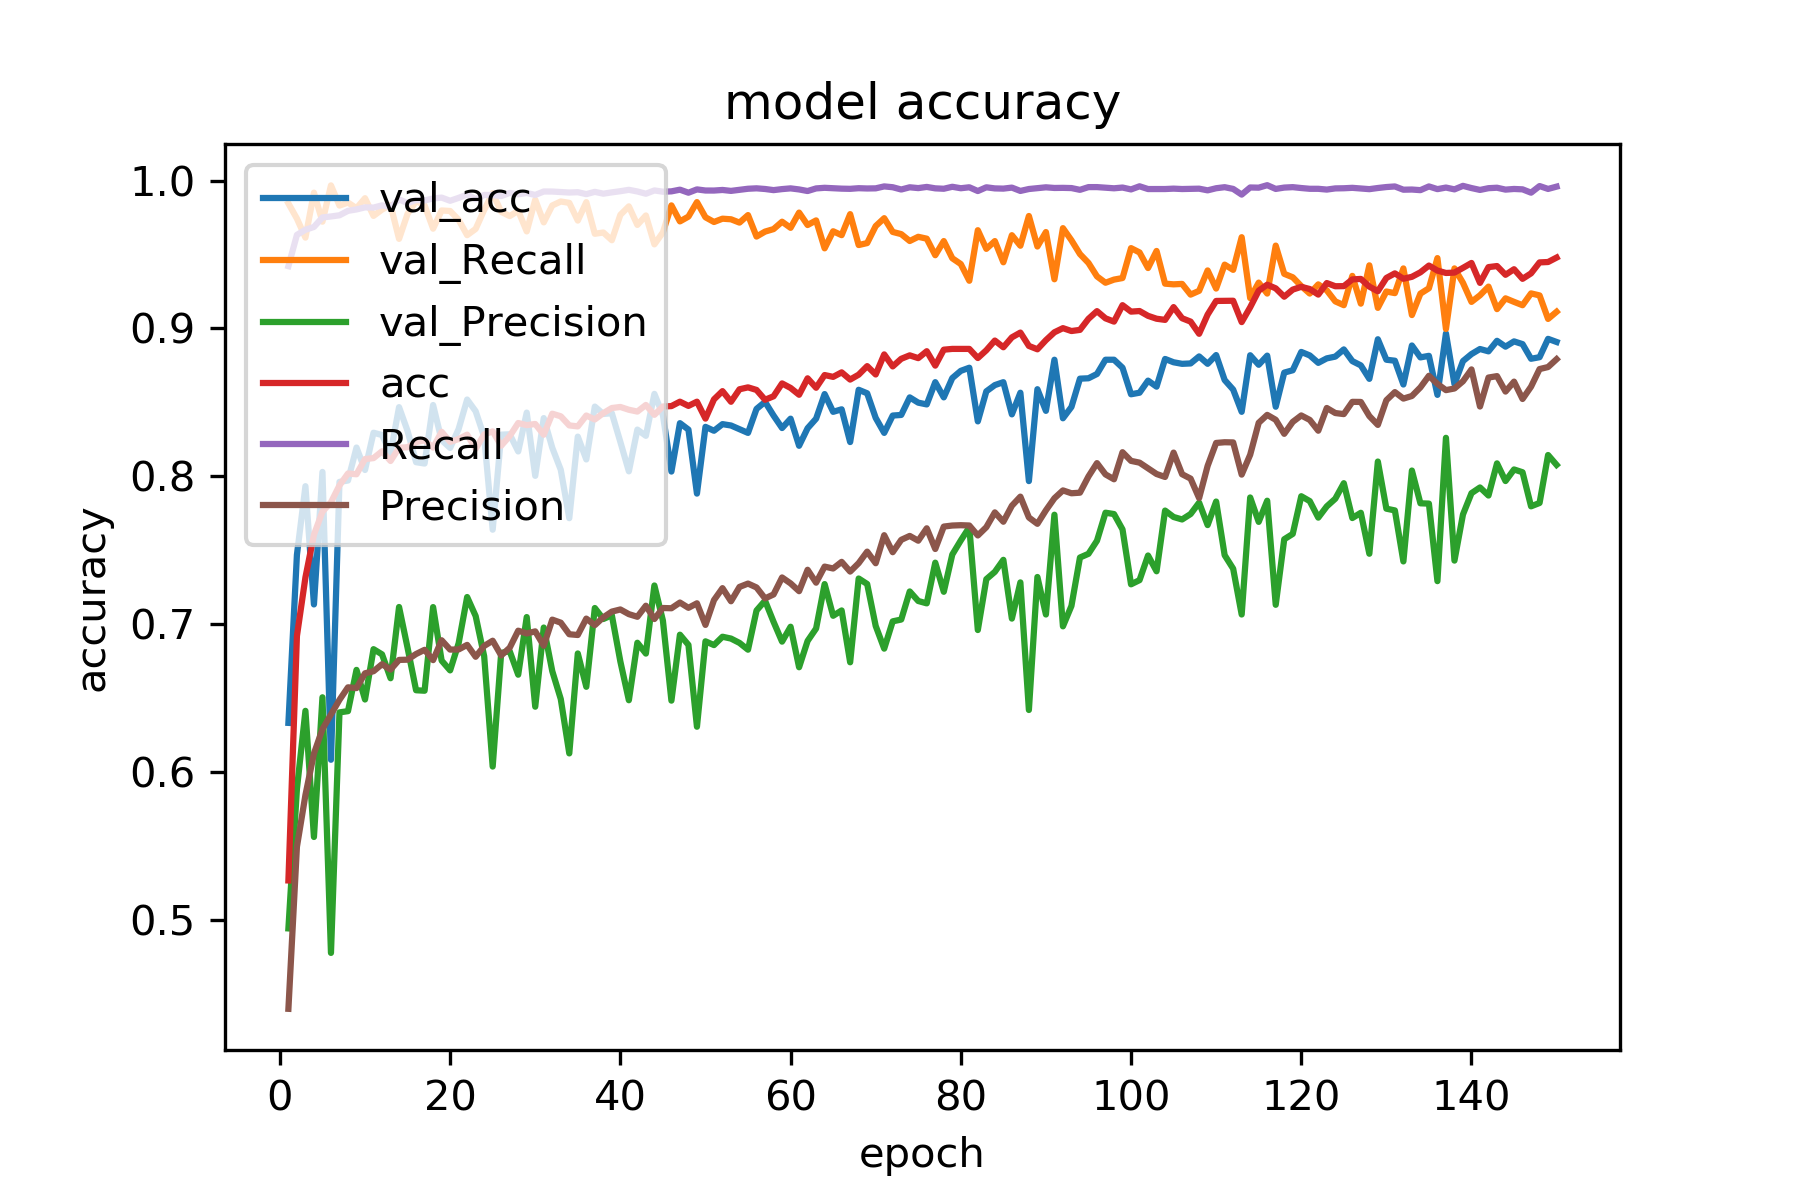 model accuracy
val_acc
val_Recall
val_Precision
acc
Recall
Precision
accuracy
1.0
0.9
0.8
0.7
0.6
0.5
0 20 40 60 80 100 120 140
epoch